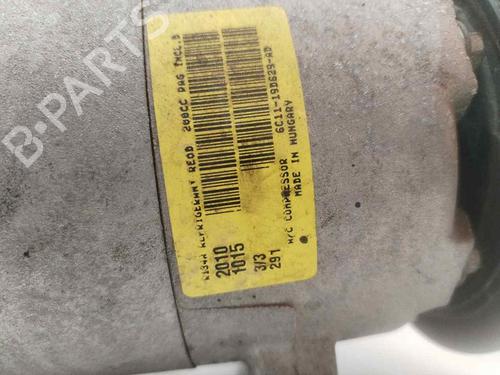 R134A REFRIGERANT REQD. 200CC PAG INCL.D
2010
1015
3/3
291
6C11-19D629-AD
A/C COMPRESSOR
MADE IN HUNGARY
B-PARTS